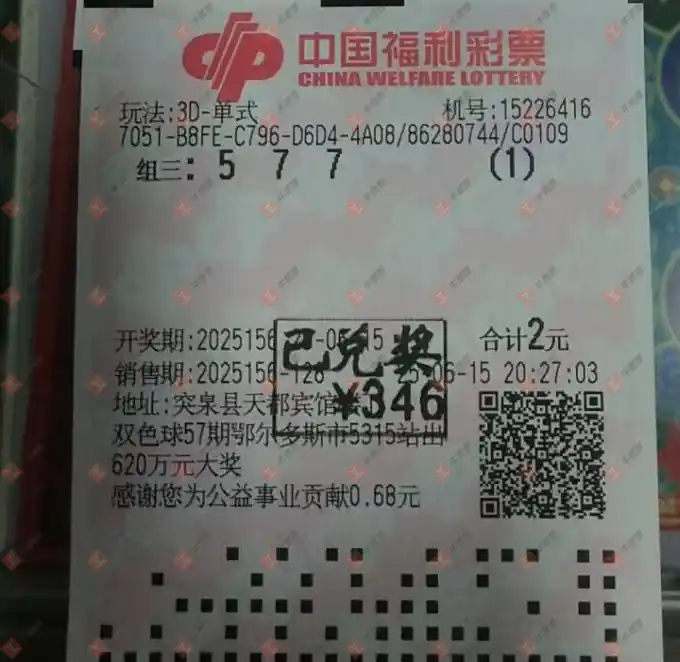 中国福利彩票
CHINA WELFARE LOTTERY
玩法:3D-单式 机号:15226416
7051-B8FE-C796-D6D4-4A08/86280744/C0109
组三: 5 7 7 (1)
开奖期:2025156 15 合计2元
已兑奖
销售期:2025156-128 25-06-15 20:27:03
¥346
地址:突泉县天都宾馆
双色球57期鄂尔多斯市5315站出
620万元大奖
感谢您为公益事业贡献0.68元